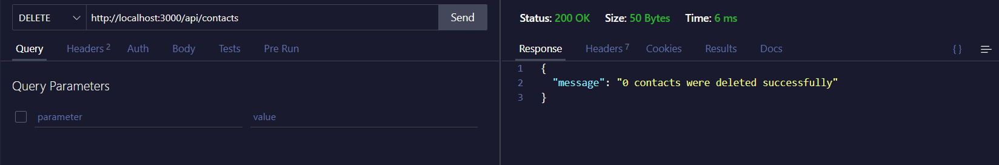 DELETE http://localhost:3000/api/contacts Send
Query Headers 2 Auth Body Tests Pre Run
Query Parameters
parameter value
Status: 200 OK Size: 50 Bytes Time: 6 ms
Response Headers 7 Cookies Results Docs {}
1 {
2 "message": "0 contacts were deleted successfully"
3 }